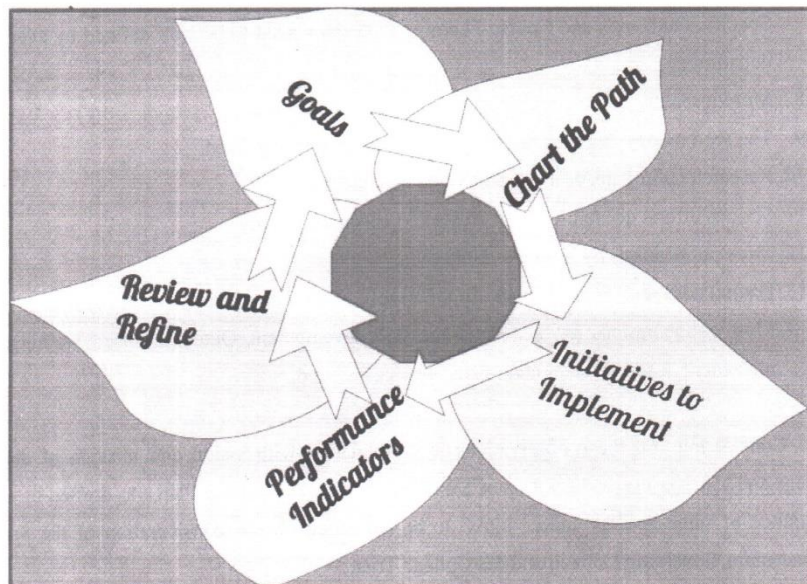 Goals
Chart the Path
Initiatives to
Implement
Performance
Indicators
Review and
Refine